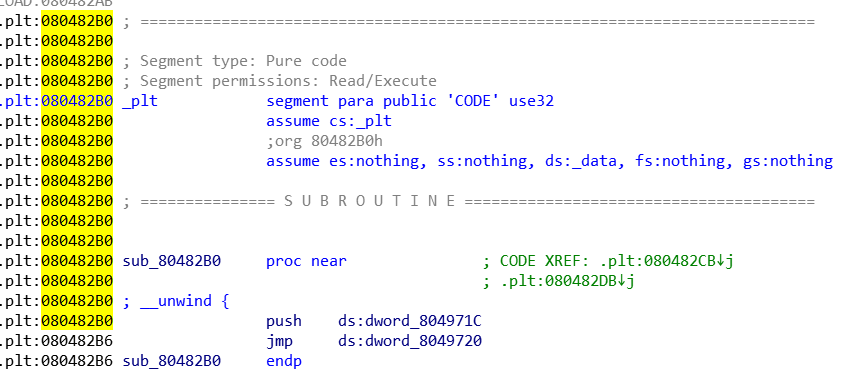 LOAD:080482AB
.plt:080482B0 ; ===========================================================================
.plt:080482B0
.plt:080482B0 ; Segment type: Pure code
.plt:080482B0 ; Segment permissions: Read/Execute
.plt:080482B0 _plt segment para public 'CODE' use32
.plt:080482B0 assume cs:_plt
.plt:080482B0 ;org 80482B0h
.plt:080482B0 assume es:nothing, ss:nothing, ds:_data, fs:nothing, gs:nothing
.plt:080482B0
.plt:080482B0 ; =============== S U B R O U T I N E =======================================
.plt:080482B0
.plt:080482B0
.plt:080482B0 sub_80482B0 proc near ; CODE XREF: .plt:080482CB↓j
.plt:080482B0 ; .plt:080482DB↓j
.plt:080482B0 ; __unwind {
.plt:080482B0 push ds:dword_804971C
.plt:080482B6 jmp ds:dword_8049720
.plt:080482B6 sub_80482B0 endp